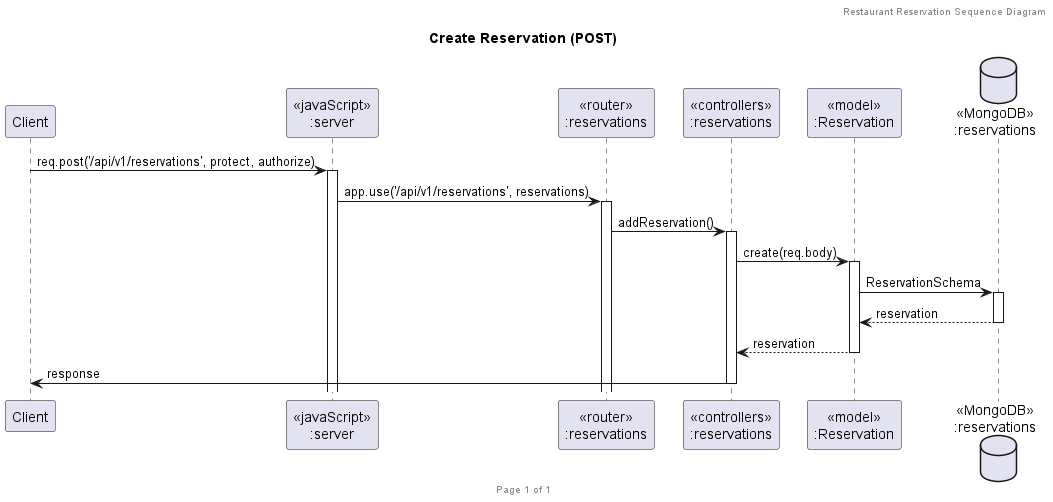 Restaurant Reservation Sequence Diagram
Create Reservation (POST)
Client
«javaScript»
:server
«router»
:reservations
«controllers»
:reservations
«model»
:Reservation
«MongoDB»
:reservations
req.post('/api/v1/reservations', protect, authorize)
app.use('/api/v1/reservations', reservations)
addReservation()
create(req.body)
ReservationSchema
reservation
reservation
response
Client
«javaScript»
:server
«router»
:reservations
«controllers»
:reservations
«model»
:Reservation
«MongoDB»
:reservations
Page 1 of 1